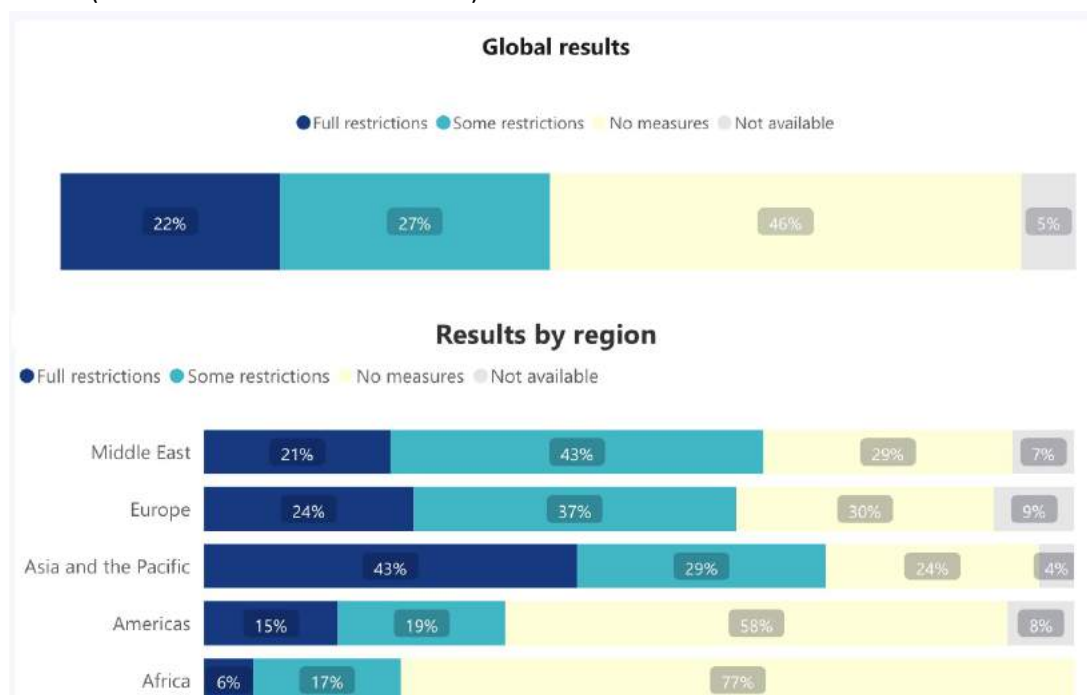 Global results
Full restrictions Some restrictions No measures Not available
22% 27% 46% 5%
Results by region
Full restrictions Some restrictions No measures Not available
Middle East 21% 43% 29% 7%
Europe 24% 37% 30% 9%
Asia and the Pacific 43% 29% 24% 4%
Americas 15% 19% 58% 8%
Africa 6% 17% 77%